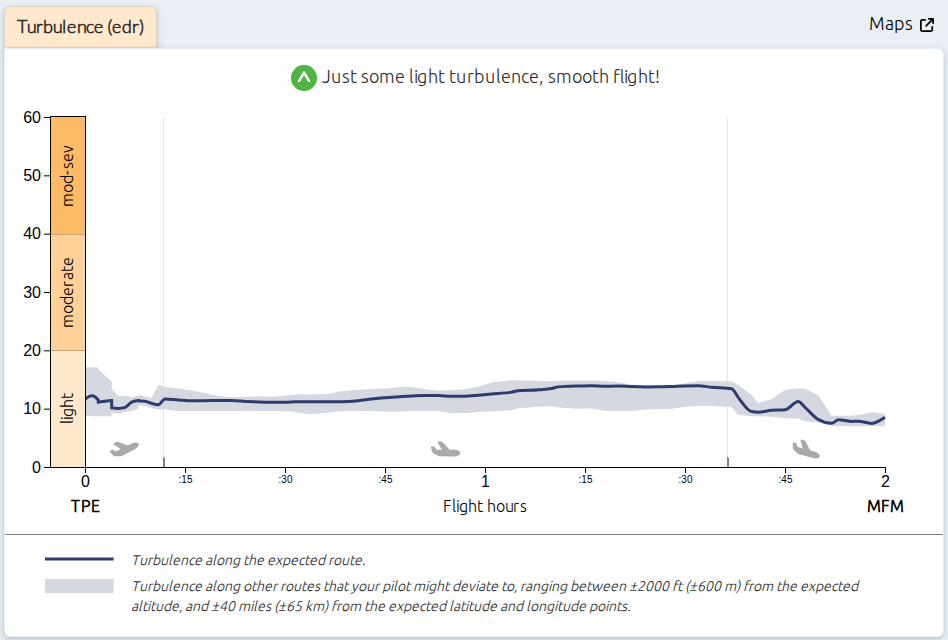 Turbulence (edr)
Maps
Just some light turbulence, smooth flight!
60
50
40
30
20
10
0
mod-sev
moderate
light
0 :15 :30 :45 1 :15 :30 :45 2
TPE Flight hours MFM
Turbulence along the expected route.
Turbulence along other routes that your pilot might deviate to, ranging between ±2000 ft (±600 m) from the expected
altitude, and ±40 miles (±65 km) from the expected latitude and longitude points.